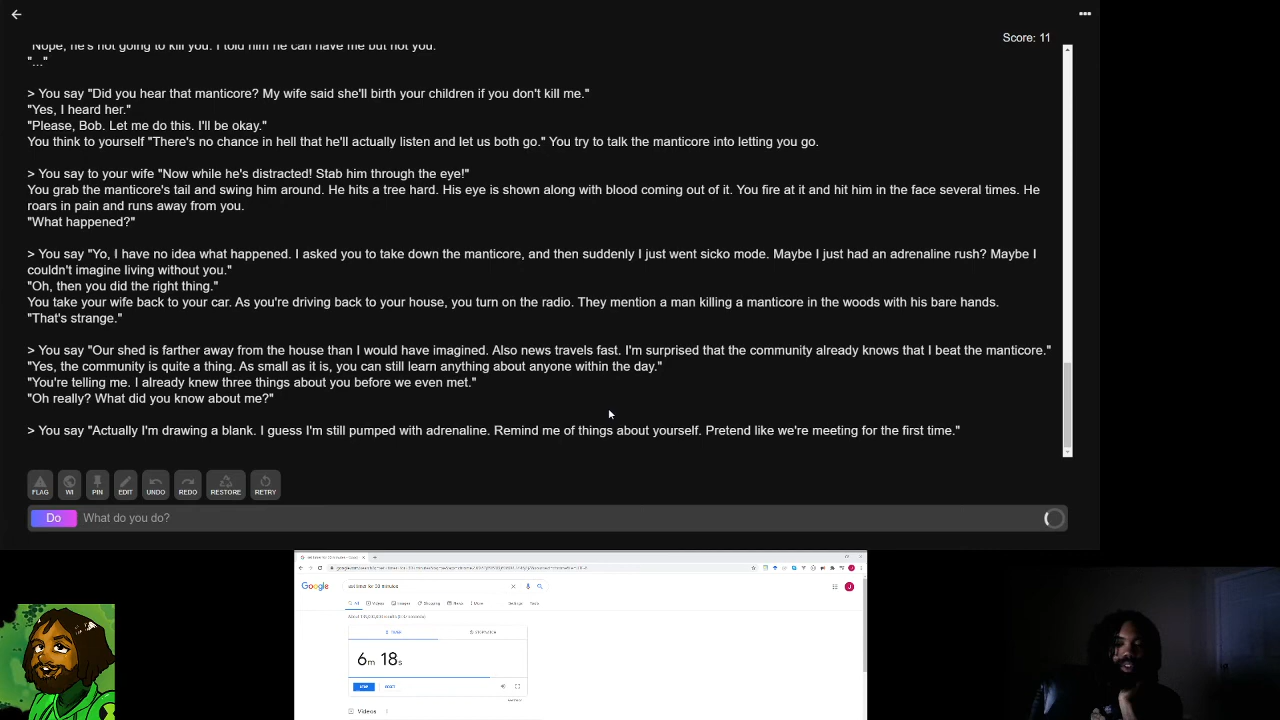 Score: 11
"Nope, he's not going to kill you. I told him he can have me but not you."
"..."
> You say "Did you hear that manticore? My wife said she'll birth your children if you don't kill me."
"Yes, I heard her."
"Please, Bob. Let me do this. I'll be okay."
You think to yourself "There's no chance in hell that he'll actually listen and let us both go." You try to talk the manticore into letting you go.
> You say to your wife "Now while he's distracted! Stab him through the eye!"
You grab the manticore's tail and swing him around. He hits a tree hard. His eye is shown along with blood coming out of it. You fire at it and hit him in the face several times. He
roars in pain and runs away from you.
"What happened?"
> You say "Yo, I have no idea what happened. I asked you to take down the manticore, and then suddenly I just went sicko mode. Maybe I just had an adrenaline rush? Maybe I
couldn't imagine living without you."
"Oh, then you did the right thing."
You take your wife back to your car. As you're driving back to your house, you turn on the radio. They mention a man killing a manticore in the woods with his bare hands.
"That's strange."
> You say "Our shed is farther away from the house than I would have imagined. Also news travels fast. I'm surprised that the community already knows that I beat the manticore."
"Yes, the community is quite a thing. As small as it is, you can still learn anything about anyone within the day."
"You're telling me. I already knew three things about you before we even met."
"Oh really? What did you know about me?"
> You say "Actually I'm drawing a blank. I guess I'm still pumped with adrenaline. Remind me of things about yourself. Pretend like we're meeting for the first time."
FLAG WI PIN EDIT UNDO REDO RESTORE RETRY
Do What do you do?
Google
All Videos Images Shopping News More Settings Tools
6m 18s
Videos